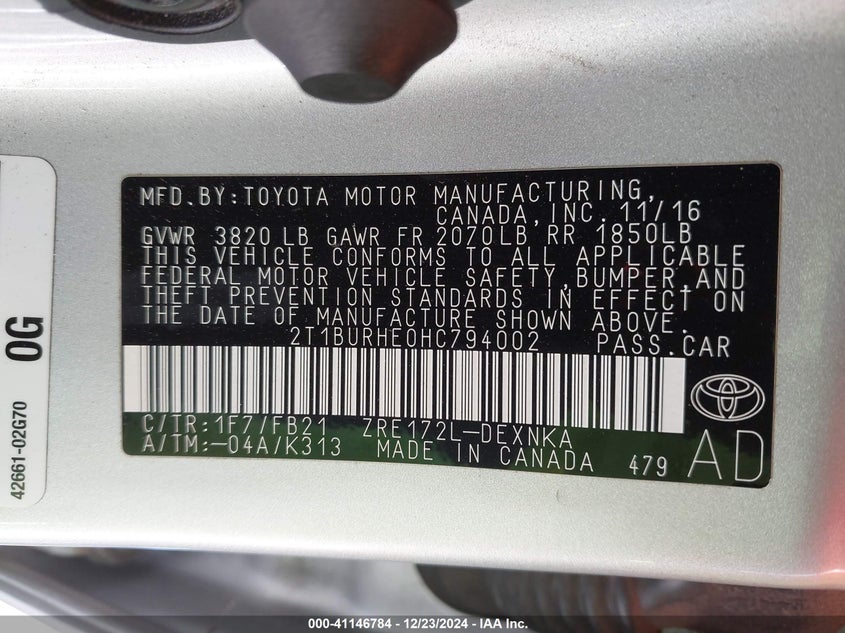 MFD. BY: TOYOTA MOTOR MANUFACTURING,
CANADA, INC. 11/16
GVWR 3820 LB GAWR FR 2070LB RR 1850LB
THIS VEHICLE CONFORMS TO ALL APPLICABLE
FEDERAL MOTOR VEHICLE SAFETY, BUMPER, AND
THEFT PREVENTION STANDARDS IN EFFECT ON
THE DATE OF MANUFACTURE SHOWN ABOVE.
2T1BURHE0HC794002 PASS.CAR
C/TR: 1F7/FB21 ZRE172L-DEXNKA
A/TM: -04A/K313 MADE IN CANADA 479
AD
0G
42661-02G70
000-41146784 - 12/23/2024 - IAA Inc.